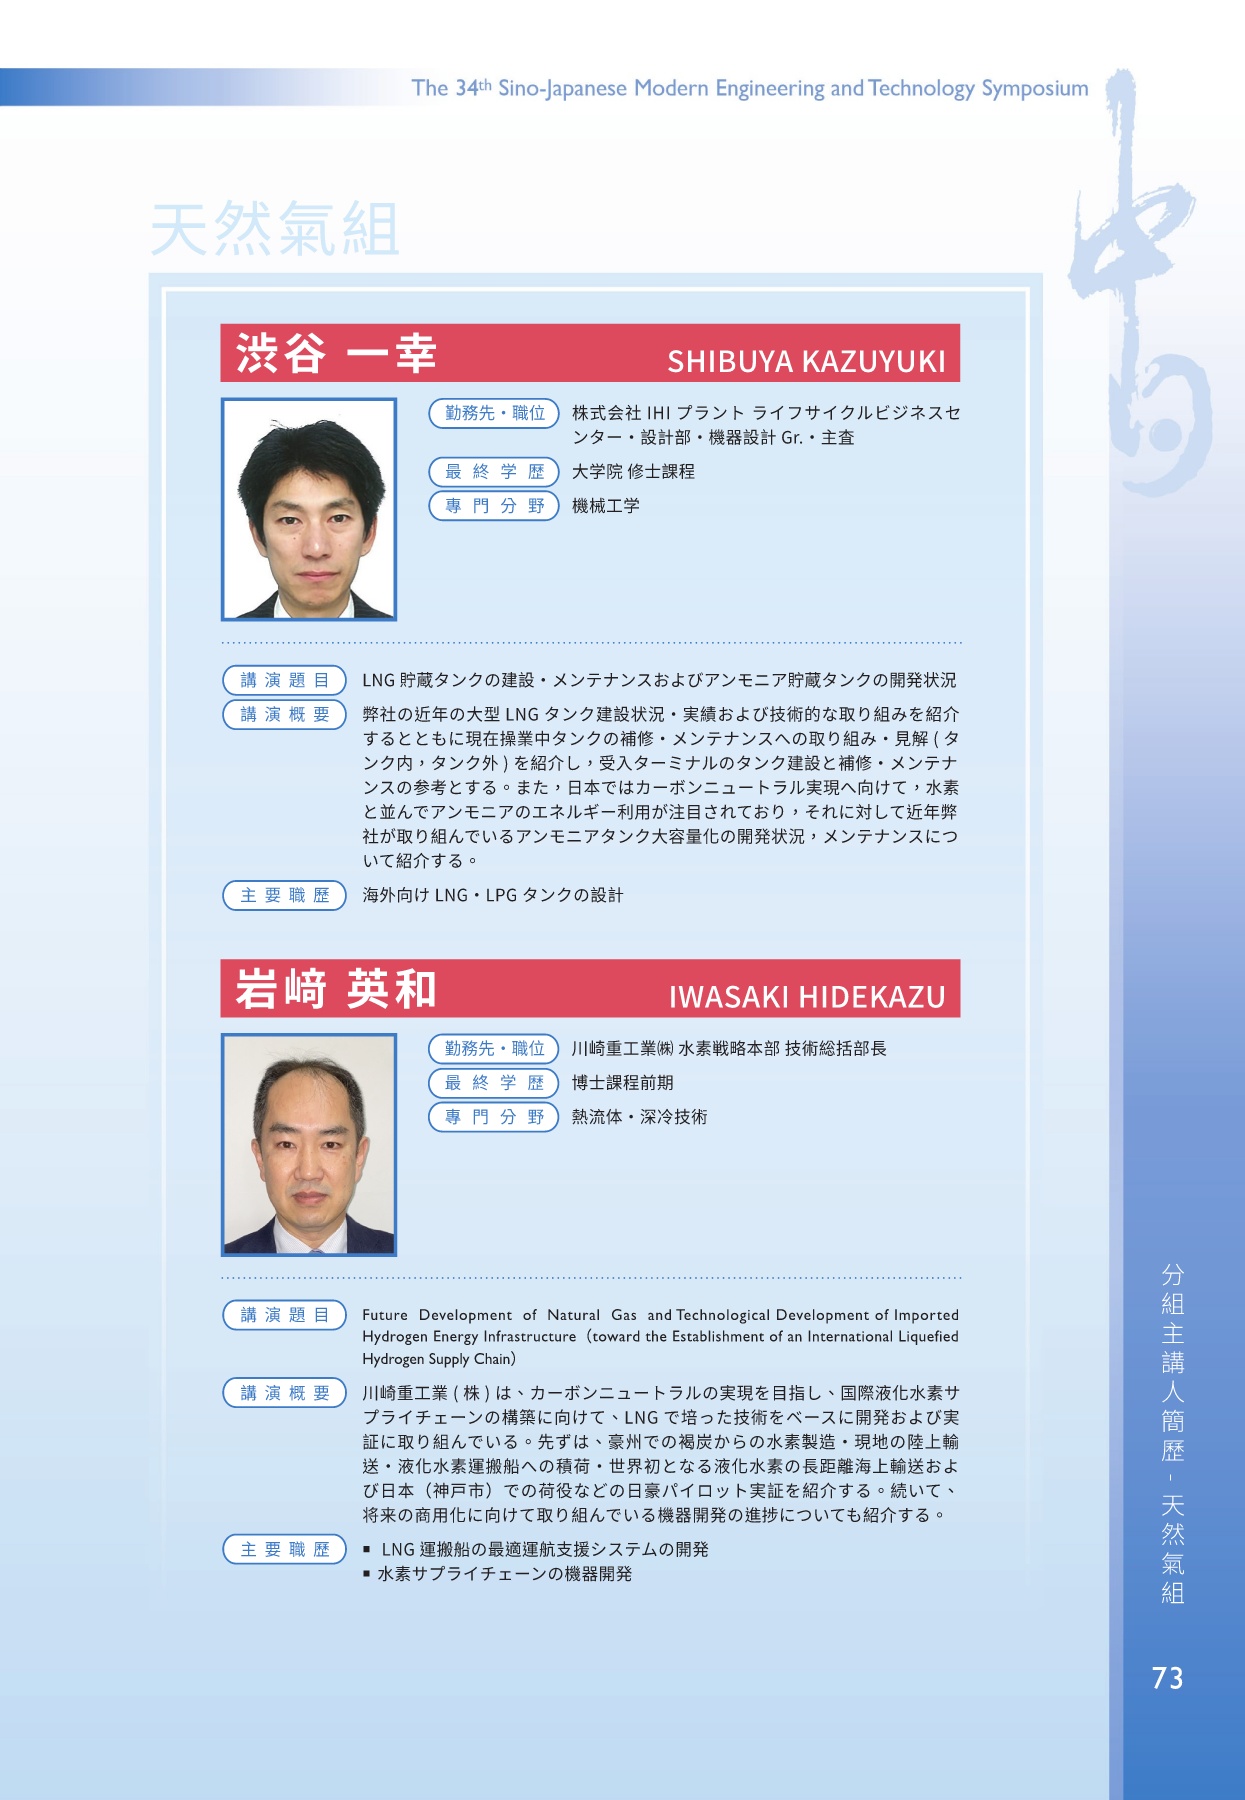 The 34th Sino-Japanese Modern Engineering and Technology Symposium
中日
天然氣組
渋谷 一幸
SHIBUYA KAZUYUKI
勤務先・職位 株式会社 IHI プラント ライフサイクルビジネスセ
ンター・設計部・機器設計 Gr.・主査
最終学歴 大学院 修士課程
專門分野 機械工学
講演題目 LNG 貯蔵タンクの建設・メンテナンスおよびアンモニア貯蔵タンクの開発状況
講演概要 弊社の近年の大型 LNG タンク建設状況・実績および技術的な取り組みを紹介
するとともに現在操業中タンクの補修・メンテナンスへの取り組み・見解 ( タ
ンク内，タンク外 ) を紹介し，受入ターミナルのタンク建設と補修・メンテナ
ンスの参考とする。また，日本ではカーボンニュートラル実現へ向けて，水素
と並んでアンモニアのエネルギー利用が注目されており，それに対して近年弊
社が取り組んでいるアンモニアタンク大容量化の開発状況，メンテナンスにつ
いて紹介する。
主要職歴 海外向け LNG・LPG タンクの設計
岩﨑 英和
IWASAKI HIDEKAZU
勤務先・職位 川崎重工業㈱ 水素戦略本部 技術総括部長
最終学歴 博士課程前期
專門分野 熱流体・深冷技術
講演題目 Future Development of Natural Gas and Technological Development of Imported
Hydrogen Energy Infrastructure（toward the Establishment of an International Liquefied
Hydrogen Supply Chain）
講演概要 川崎重工業 ( 株 ) は、カーボンニュートラルの実現を目指し、国際液化水素サ
プライチェーンの構築に向けて、LNG で培った技術をベースに開発および実
証に取り組んでいる。先ずは、豪州での褐炭からの水素製造・現地の陸上輸
送・液化水素運搬船への積荷・世界初となる液化水素の長距離海上輸送およ
び日本（神戸市）での荷役などの日豪パイロット実証を紹介する。続いて、
将来の商用化に向けて取り組んでいる機器開発の進捗についても紹介する。
主要職歴 ▪ LNG 運搬船の最適運航支援システムの開発
▪ 水素サプライチェーンの機器開発
分組主講人簡歷-天然氣組
73